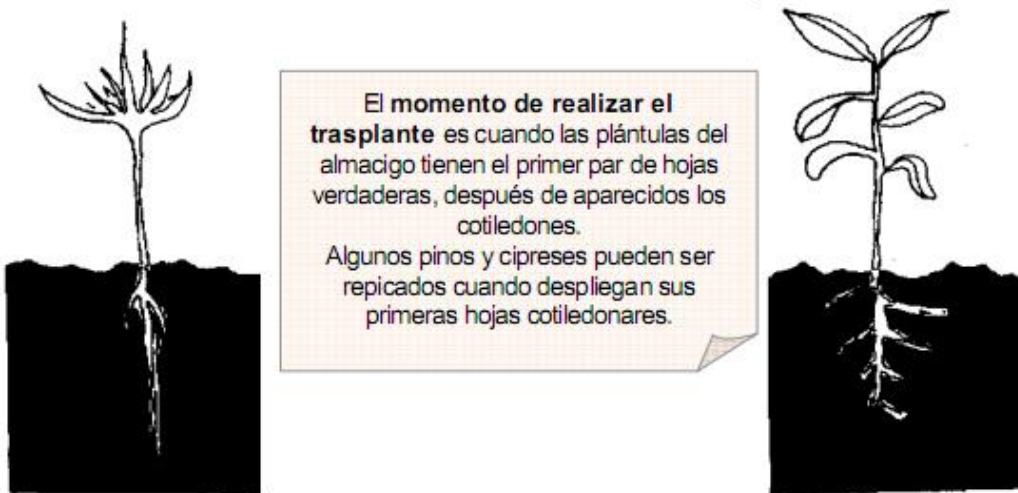 El momento de realizar el
trasplante es cuando las plántulas del
almacigo tienen el primer par de hojas
verdaderas, después de aparecidos los
cotiledones.
Algunos pinos y cipreses pueden ser
repicados cuando despliegan sus
primeras hojas cotiledonares.